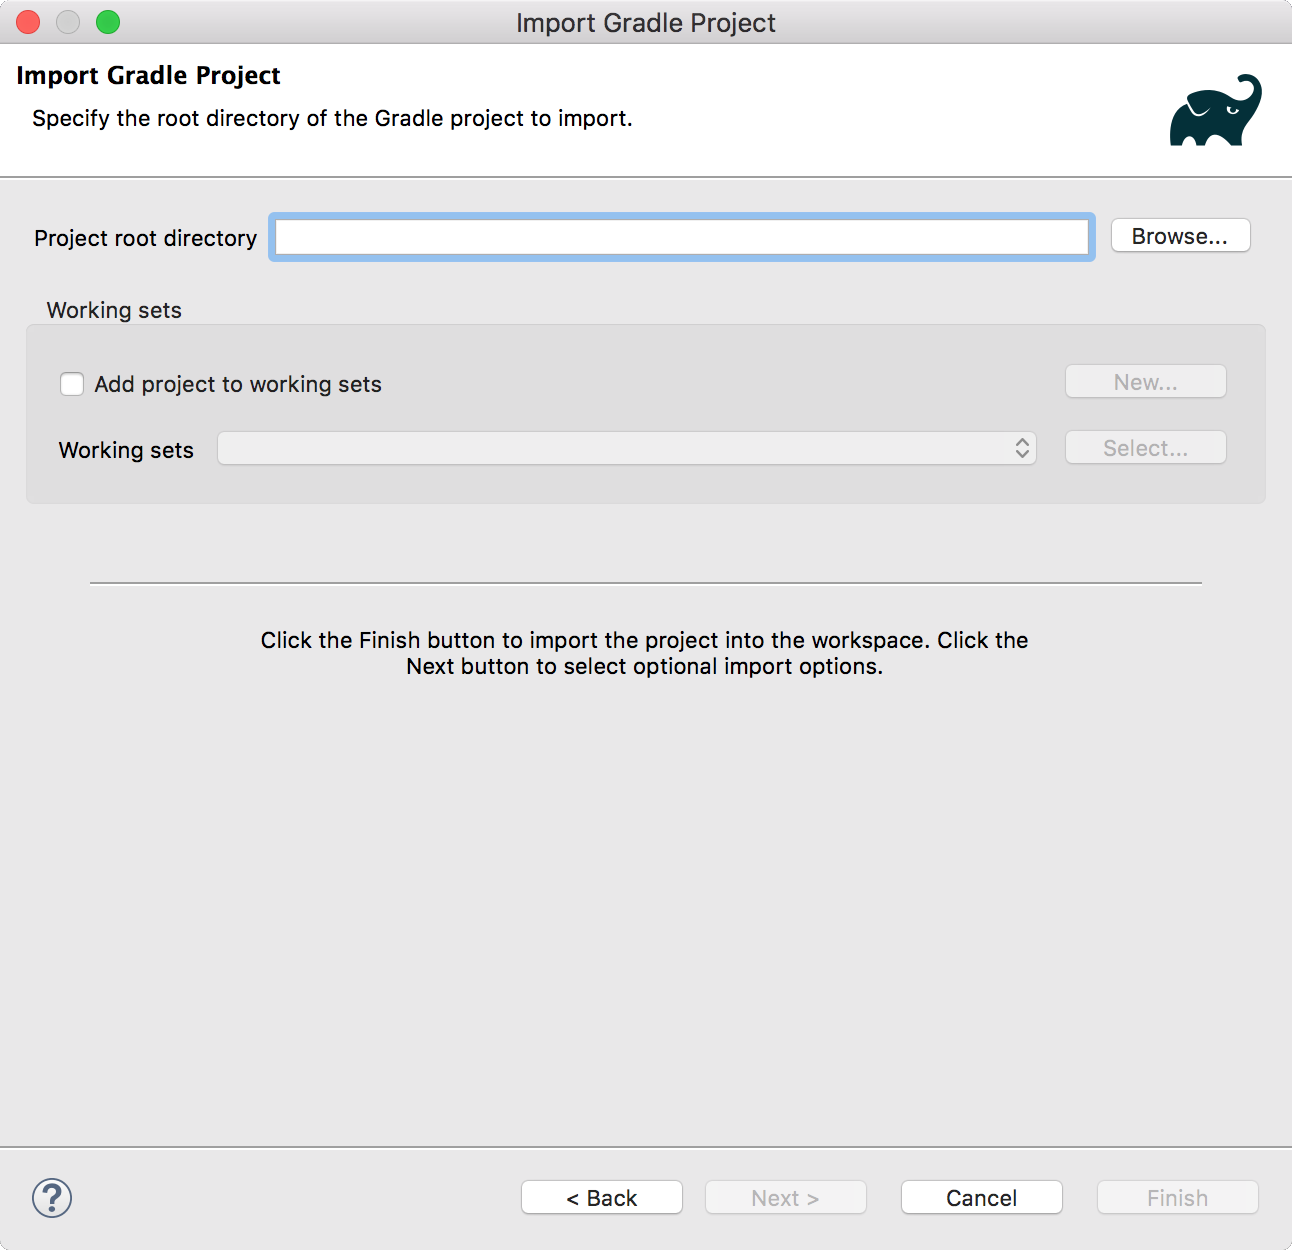 Import Gradle Project
Import Gradle Project
Specify the root directory of the Gradle project to import.
Project root directory
Browse...
Working sets
Add project to working sets
New...
Working sets
Select...
Click the Finish button to import the project into the workspace. Click the
Next button to select optional import options.
?
< Back
Next >
Cancel
Finish